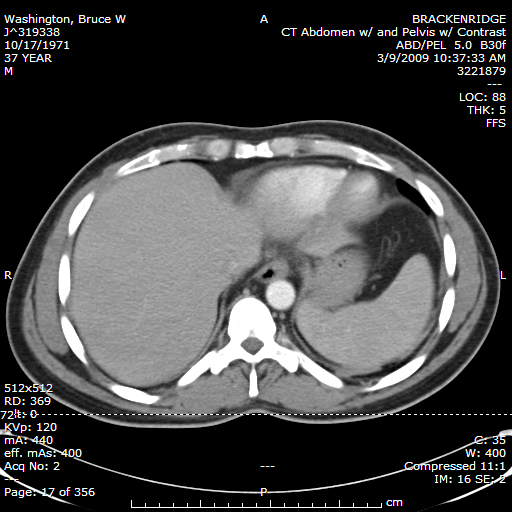 Washington, Bruce W
J^319338
10/17/1971
37 YEAR
M
A
BRACKENRIDGE
CT Abdomen w/ and Pelvis w/ Contrast
ABD/PEL 5.0 B30f
3/9/2009 10:37:33 AM
3221879
---
LOC: 88
THK: 5
FFS
R
L
512x512
RD: 369
Tilt: 0
KVp: 120
mA: 440
eff. mAs: 400
Acq No: 2
---
Page: 17 of 356
---
P
C: 35
W: 400
Compressed 11:1
IM: 16 SE: 2
cm